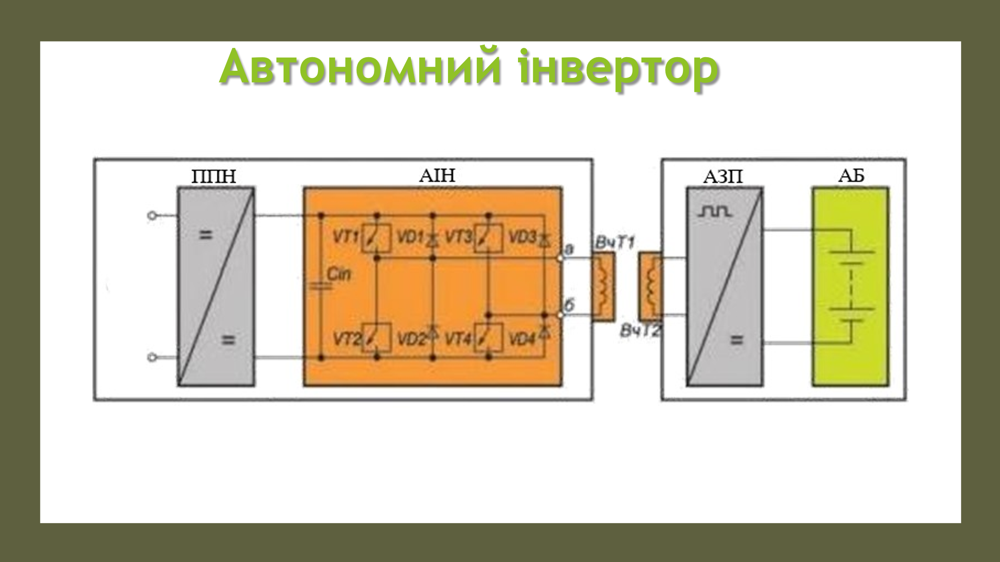 Автономний інвертор
ППН
АІН
АЗП
АБ
VT1
VD1
VT3
VD3
а
ВчТ1
Cin
б
VT2
VD2
VT4
VD4
ВчТ2
=
=
=